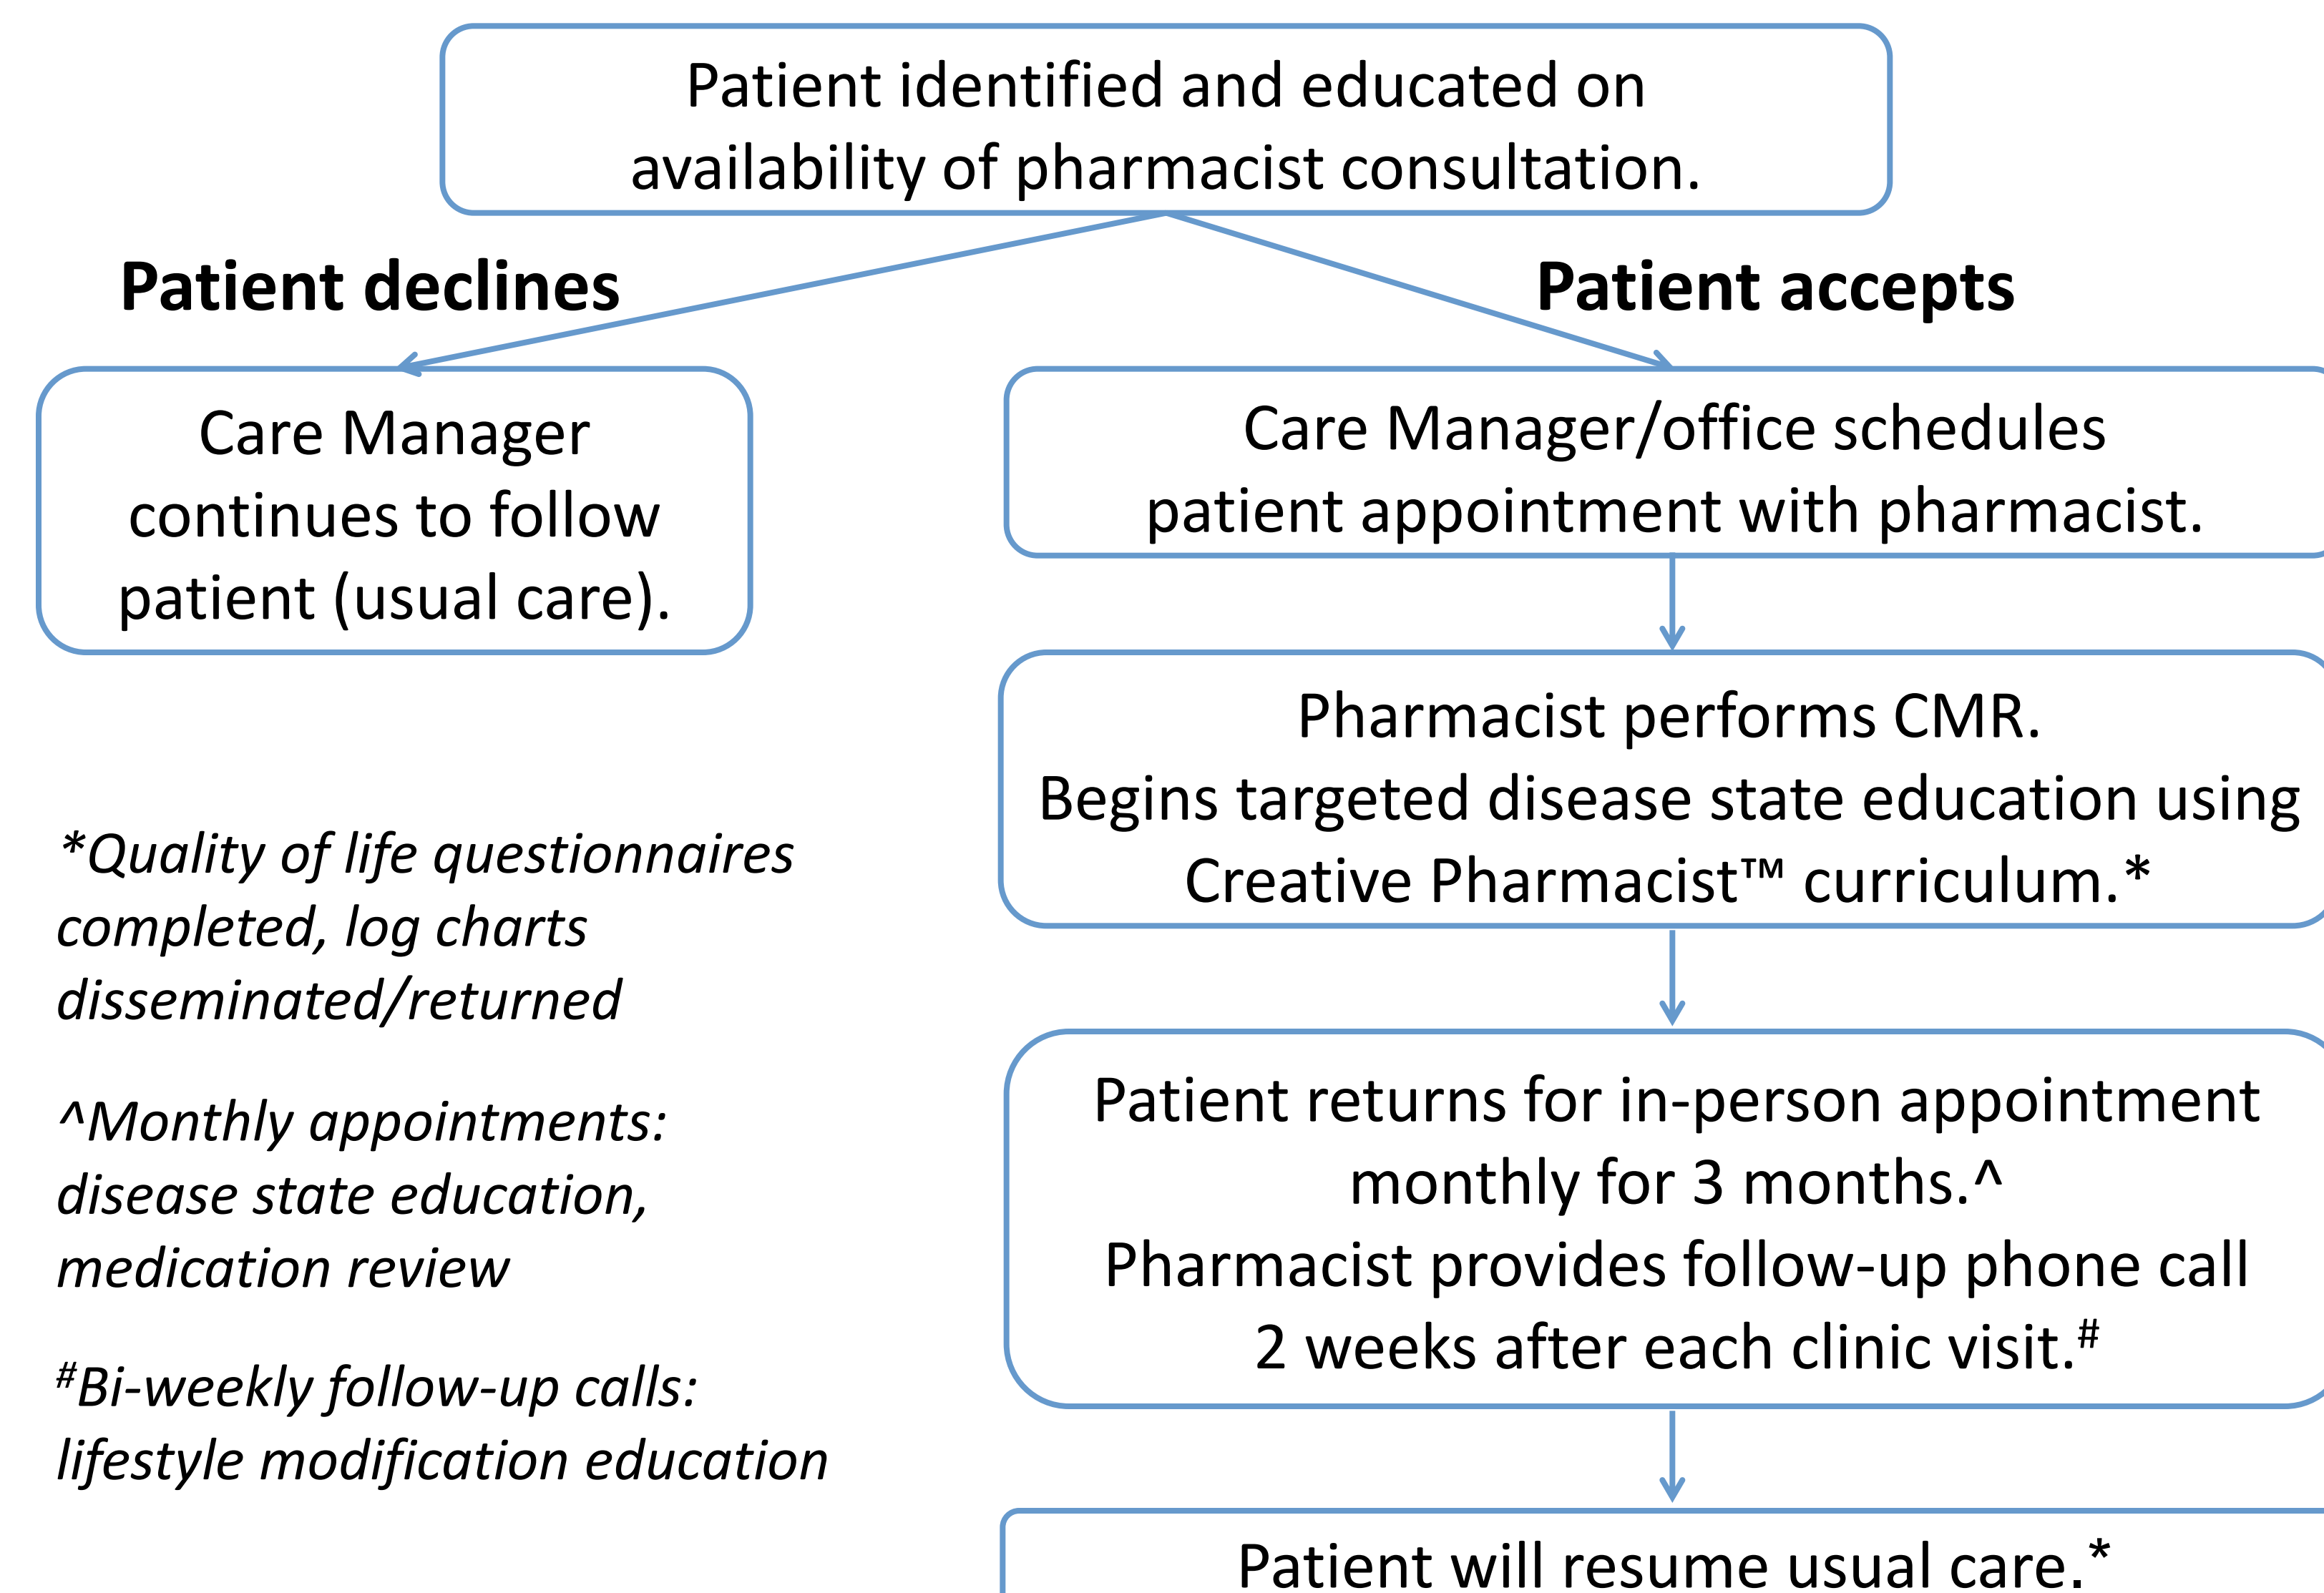 Patient identified and educated on
availability of pharmacist consultation.
Patient declines
Patient accepts
Care Manager
continues to follow
patient (usual care).
Care Manager/office schedules
patient appointment with pharmacist.
Pharmacist performs CMR.
Begins targeted disease state education using
Creative Pharmacist™ curriculum.*
*Quality of life questionnaires
completed, log charts
disseminated/returned
^Monthly appointments:
disease state education,
medication review
#Bi-weekly follow-up calls:
lifestyle modification education
Patient returns for in-person appointment
monthly for 3 months.^
Pharmacist provides follow-up phone call
2 weeks after each clinic visit.#
Patient will resume usual care.*